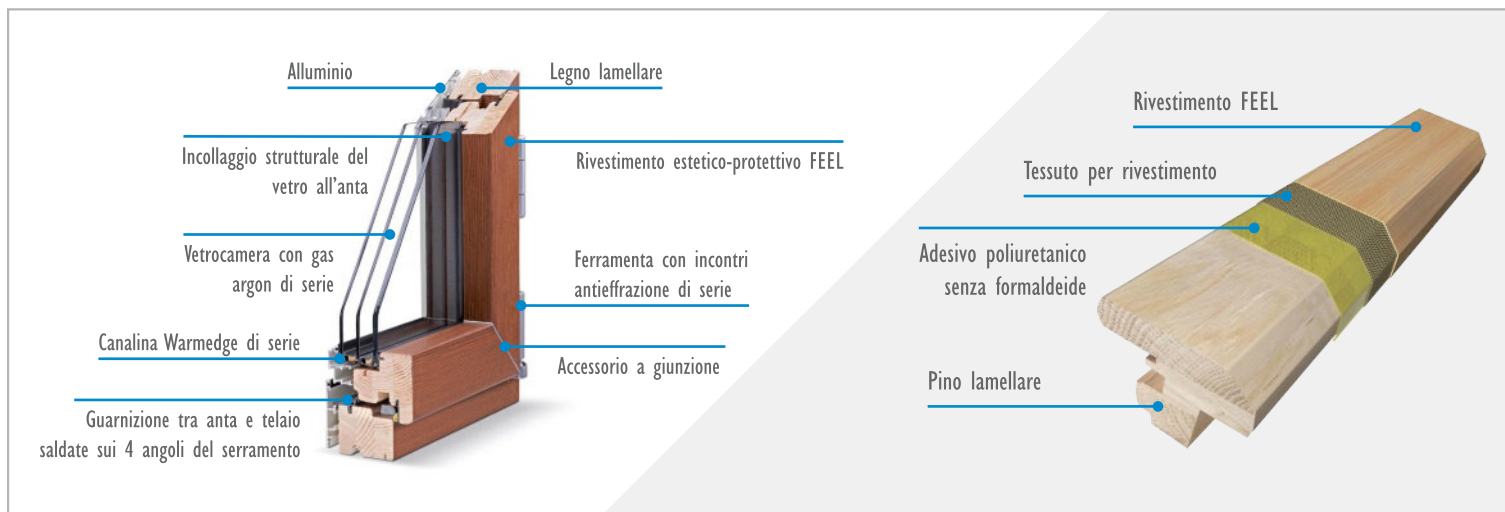 Alluminio
Legno lamellare
Incollaggio strutturale del
vetro all'anta
Rivestimento estetico-protettivo FEEL
Vetrocamera con gas
argon di serie
Ferramenta con incontri
antieffrazione di serie
Canalina Warmedge di serie
Accessorio a giunzione
Guarnizione tra anta e telaio
saldate sui 4 angoli del serramento
Rivestimento FEEL
Tessuto per rivestimento
Adesivo poliuretanico
senza formaldeide
Pino lamellare